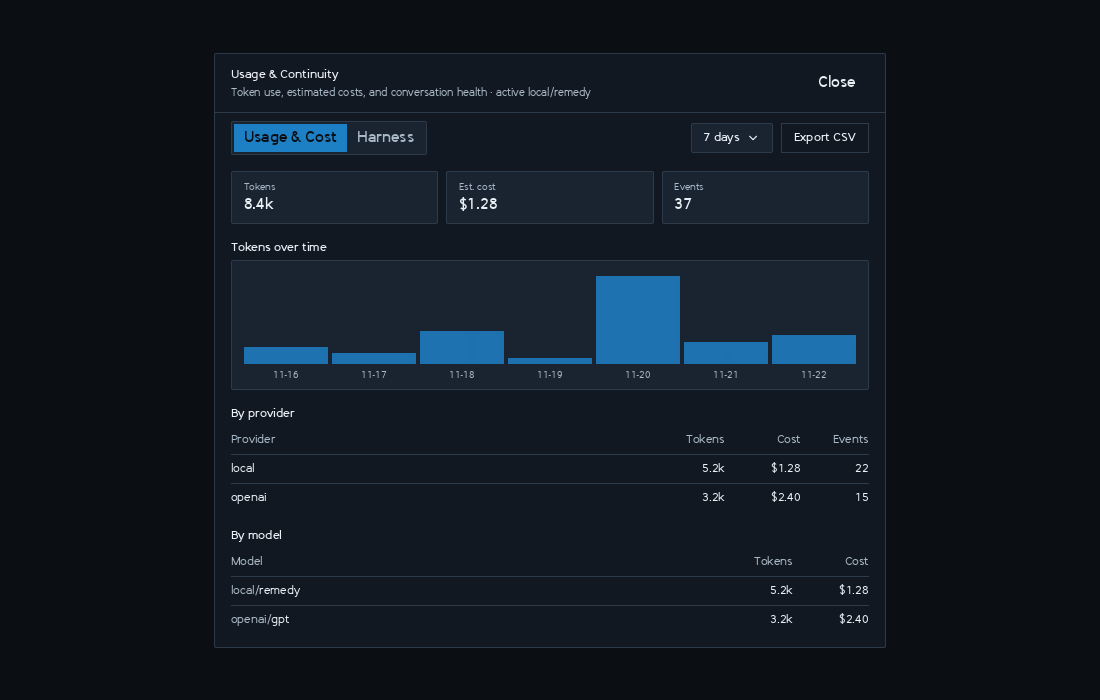 Usage & Continuity
Token use, estimated costs, and conversation health · active local/remedy
Close
Usage & Cost Harness
7 days
Export CSV
Tokens
8.4k
Est. cost
$1.28
Events
37
Tokens over time
11-16 11-17 11-18 11-19 11-20 11-21 11-22
By provider
Provider Tokens Cost Events
local 5.2k $1.28 22
openai 3.2k $2.40 15
By model
Model Tokens Cost
local/remedy 5.2k $1.28
openai/gpt 3.2k $2.40